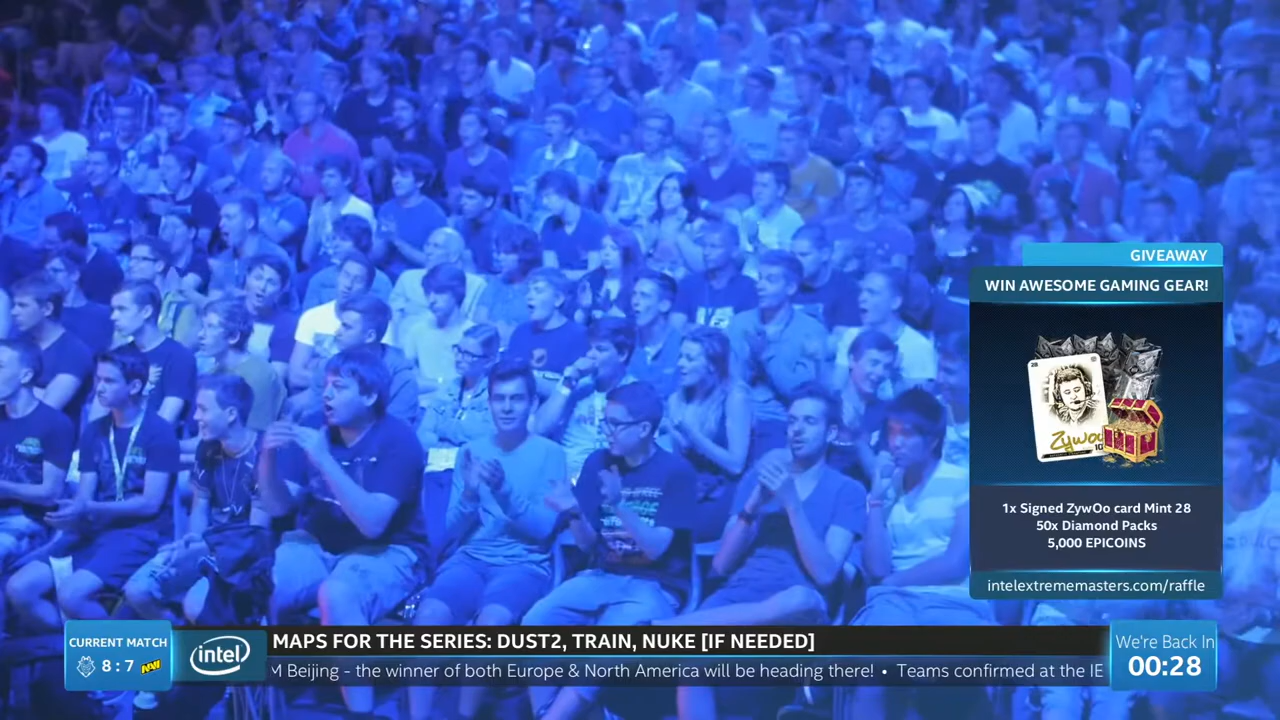 GIVEAWAY
WIN AWESOME GAMING GEAR!
28
ZywOo
10
1x Signed ZywOo card Mint 28
50x Diamond Packs
5,000 EPICOINS
intelextrememasters.com/raffle
CURRENT MATCH
8 : 7
intel
MAPS FOR THE SERIES: DUST2, TRAIN, NUKE [IF NEEDED]
M Beijing - the winner of both Europe & North America will be heading there! • Teams confirmed at the IE
We're Back In
00:28